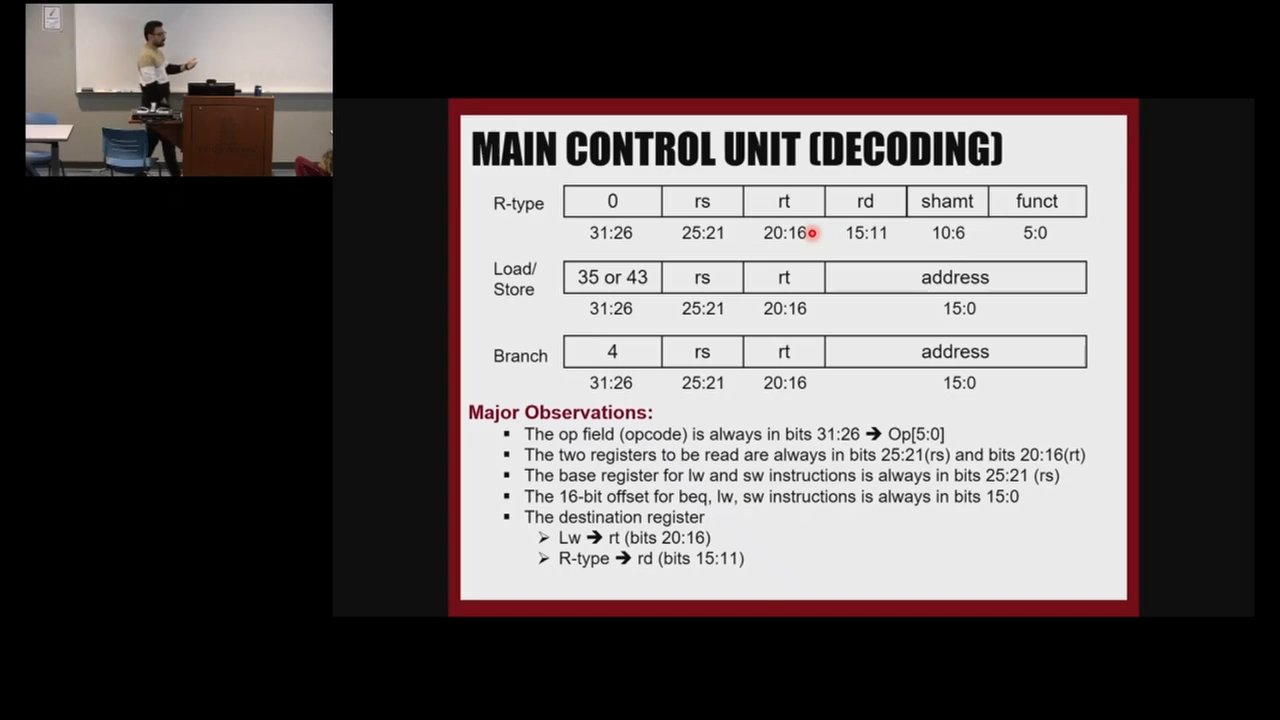 MAIN CONTROL UNIT (DECODING)
R-type 0 rs rt rd shamt funct
31:26 25:21 20:16 15:11 10:6 5:0
Load/
Store 35 or 43 rs rt address
31:26 25:21 20:16 15:0
Branch 4 rs rt address
31:26 25:21 20:16 15:0
Major Observations:
▪ The op field (opcode) is always in bits 31:26 ➔ Op[5:0]
▪ The two registers to be read are always in bits 25:21(rs) and bits 20:16(rt)
▪ The base register for lw and sw instructions is always in bits 25:21 (rs)
▪ The 16-bit offset for beq, lw, sw instructions is always in bits 15:0
▪ The destination register
➢ Lw ➔ rt (bits 20:16)
➢ R-type ➔ rd (bits 15:11)